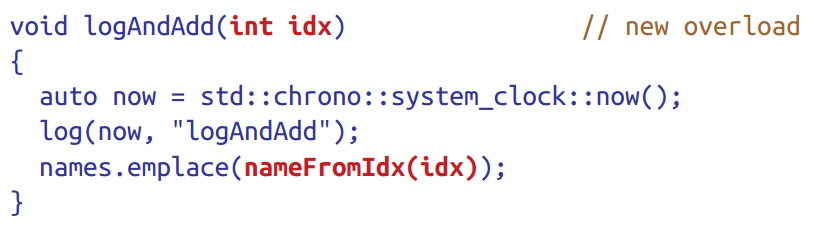 void logAndAdd(int idx) // new overload
{
auto now = std::chrono::system_clock::now();
log(now, "logAndAdd");
names.emplace(nameFromIdx(idx));
}